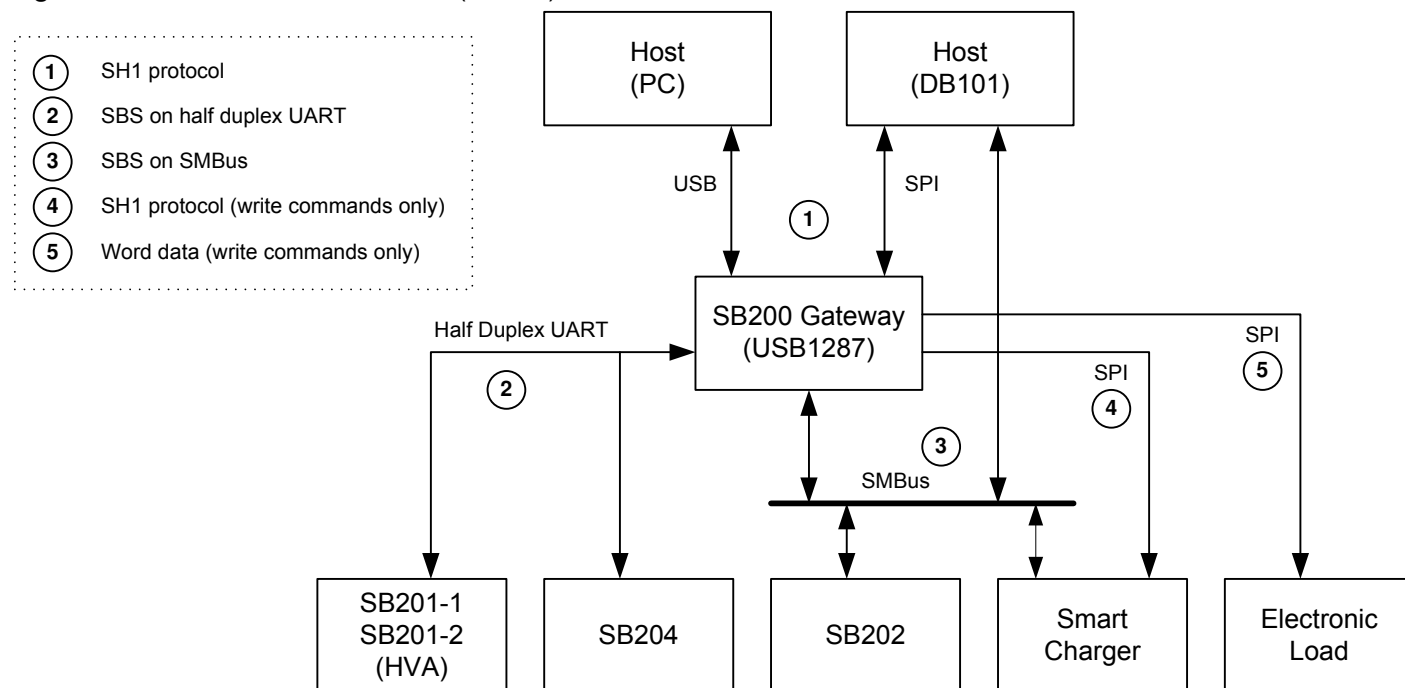 1 SH1 protocol
2 SBS on half duplex UART
3 SBS on SMBus
4 SH1 protocol (write commands only)
5 Word data (write commands only)
Host
(PC)
Host
(DB101)
USB
SPI
1
SB200 Gateway
(USB1287)
Half Duplex UART
2
SPI
5
SPI
4
3
SMBus
SB201-1
SB201-2
(HVA)
SB204
SB202
Smart
Charger
Electronic
Load